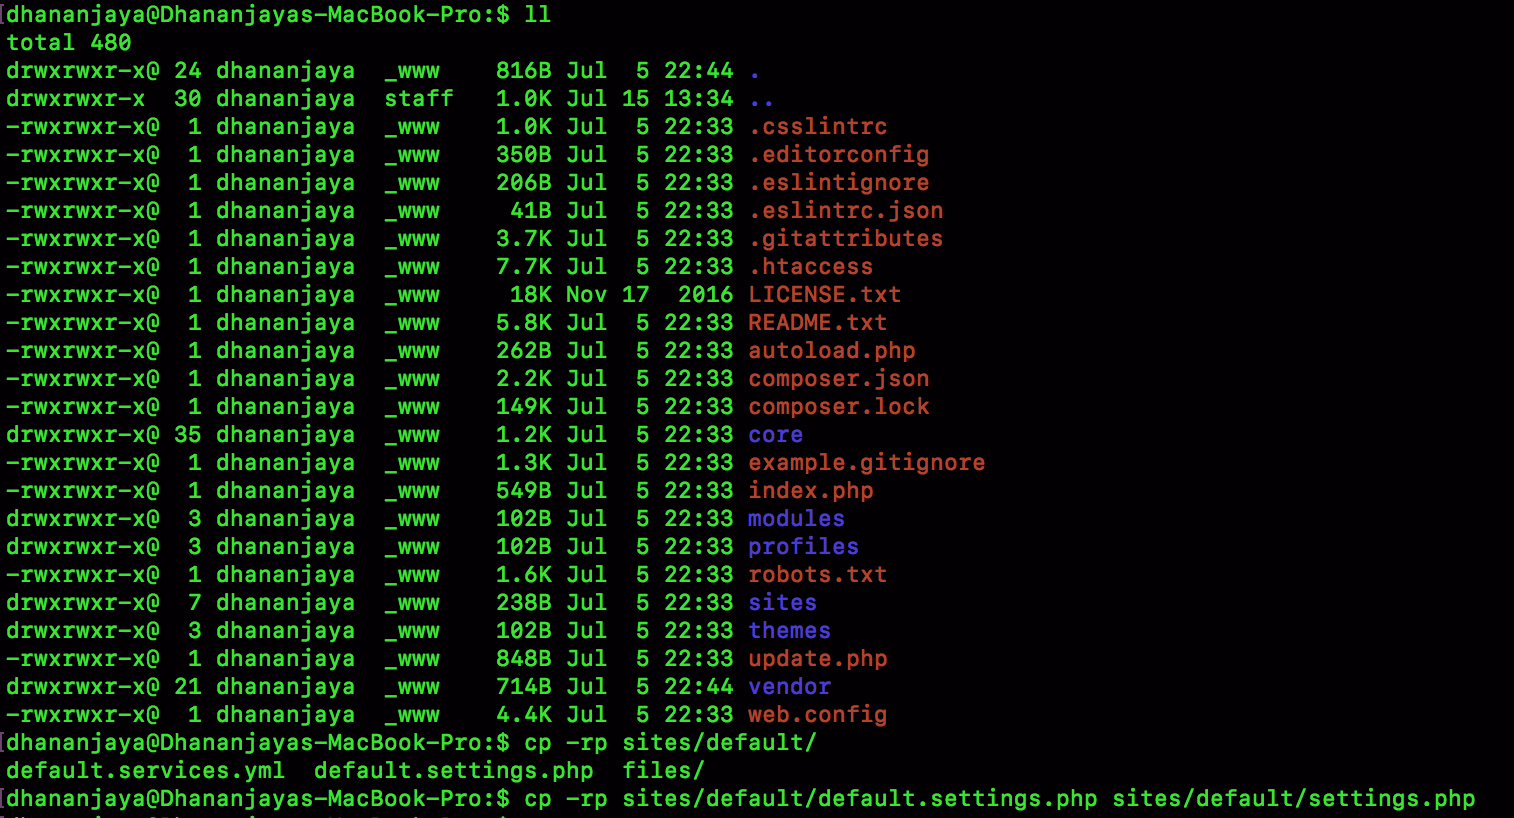 dhananjaya@Dhananjayas-MacBook-Pro:$ ll
total 480
drwxrwxr-x@ 24 dhananjaya  _www    816B Jul  5 22:44 .
drwxrwxr-x  30 dhananjaya  staff   1.0K Jul 15 13:34 ..
-rwxrwxr-x@  1 dhananjaya  _www    1.0K Jul  5 22:33 .csslintrc
-rwxrwxr-x@  1 dhananjaya  _www    350B Jul  5 22:33 .editorconfig
-rwxrwxr-x@  1 dhananjaya  _www    206B Jul  5 22:33 .eslintignore
-rwxrwxr-x@  1 dhananjaya  _www     41B Jul  5 22:33 .eslintrc.json
-rwxrwxr-x@  1 dhananjaya  _www    3.7K Jul  5 22:33 .gitattributes
-rwxrwxr-x@  1 dhananjaya  _www    7.7K Jul  5 22:33 .htaccess
-rwxrwxr-x@  1 dhananjaya  _www     18K Nov 17  2016 LICENSE.txt
-rwxrwxr-x@  1 dhananjaya  _www    5.8K Jul  5 22:33 README.txt
-rwxrwxr-x@  1 dhananjaya  _www    262B Jul  5 22:33 autoload.php
-rwxrwxr-x@  1 dhananjaya  _www    2.2K Jul  5 22:33 composer.json
-rwxrwxr-x@  1 dhananjaya  _www    149K Jul  5 22:33 composer.lock
drwxrwxr-x@ 35 dhananjaya  _www    1.2K Jul  5 22:33 core
-rwxrwxr-x@  1 dhananjaya  _www    1.3K Jul  5 22:33 example.gitignore
-rwxrwxr-x@  1 dhananjaya  _www    549B Jul  5 22:33 index.php
drwxrwxr-x@  3 dhananjaya  _www    102B Jul  5 22:33 modules
drwxrwxr-x@  3 dhananjaya  _www    102B Jul  5 22:33 profiles
-rwxrwxr-x@  1 dhananjaya  _www    1.6K Jul  5 22:33 robots.txt
drwxrwxr-x@  7 dhananjaya  _www    238B Jul  5 22:33 sites
drwxrwxr-x@  3 dhananjaya  _www    102B Jul  5 22:33 themes
-rwxrwxr-x@  1 dhananjaya  _www    848B Jul  5 22:33 update.php
drwxrwxr-x@ 21 dhananjaya  _www    714B Jul  5 22:44 vendor
-rwxrwxr-x@  1 dhananjaya  _www    4.4K Jul  5 22:33 web.config
dhananjaya@Dhananjayas-MacBook-Pro:$ cp -rp sites/default/
default.services.yml  default.settings.php  files/
dhananjaya@Dhananjayas-MacBook-Pro:$ cp -rp sites/default/default.settings.php sites/default/settings.php